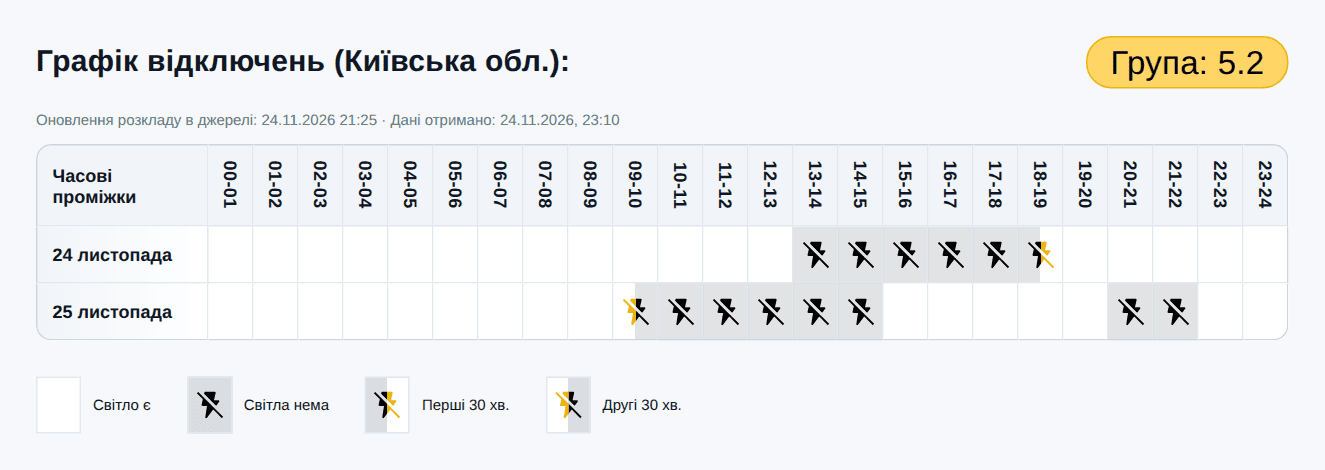 Графік відключень (Київська обл.):
Група: 5.2
Оновлення розкладу в джерелі: 24.11.2026 21:25 · Дані отримано: 24.11.2026, 23:10
Часові
проміжки
00-01
01-02
02-03
03-04
04-05
05-06
06-07
07-08
08-09
09-10
10-11
11-12
12-13
13-14
14-15
15-16
16-17
17-18
18-19
19-20
20-21
21-22
22-23
23-24
24 листопада
25 листопада
Світло є
Світла нема
Перші 30 хв.
Другі 30 хв.